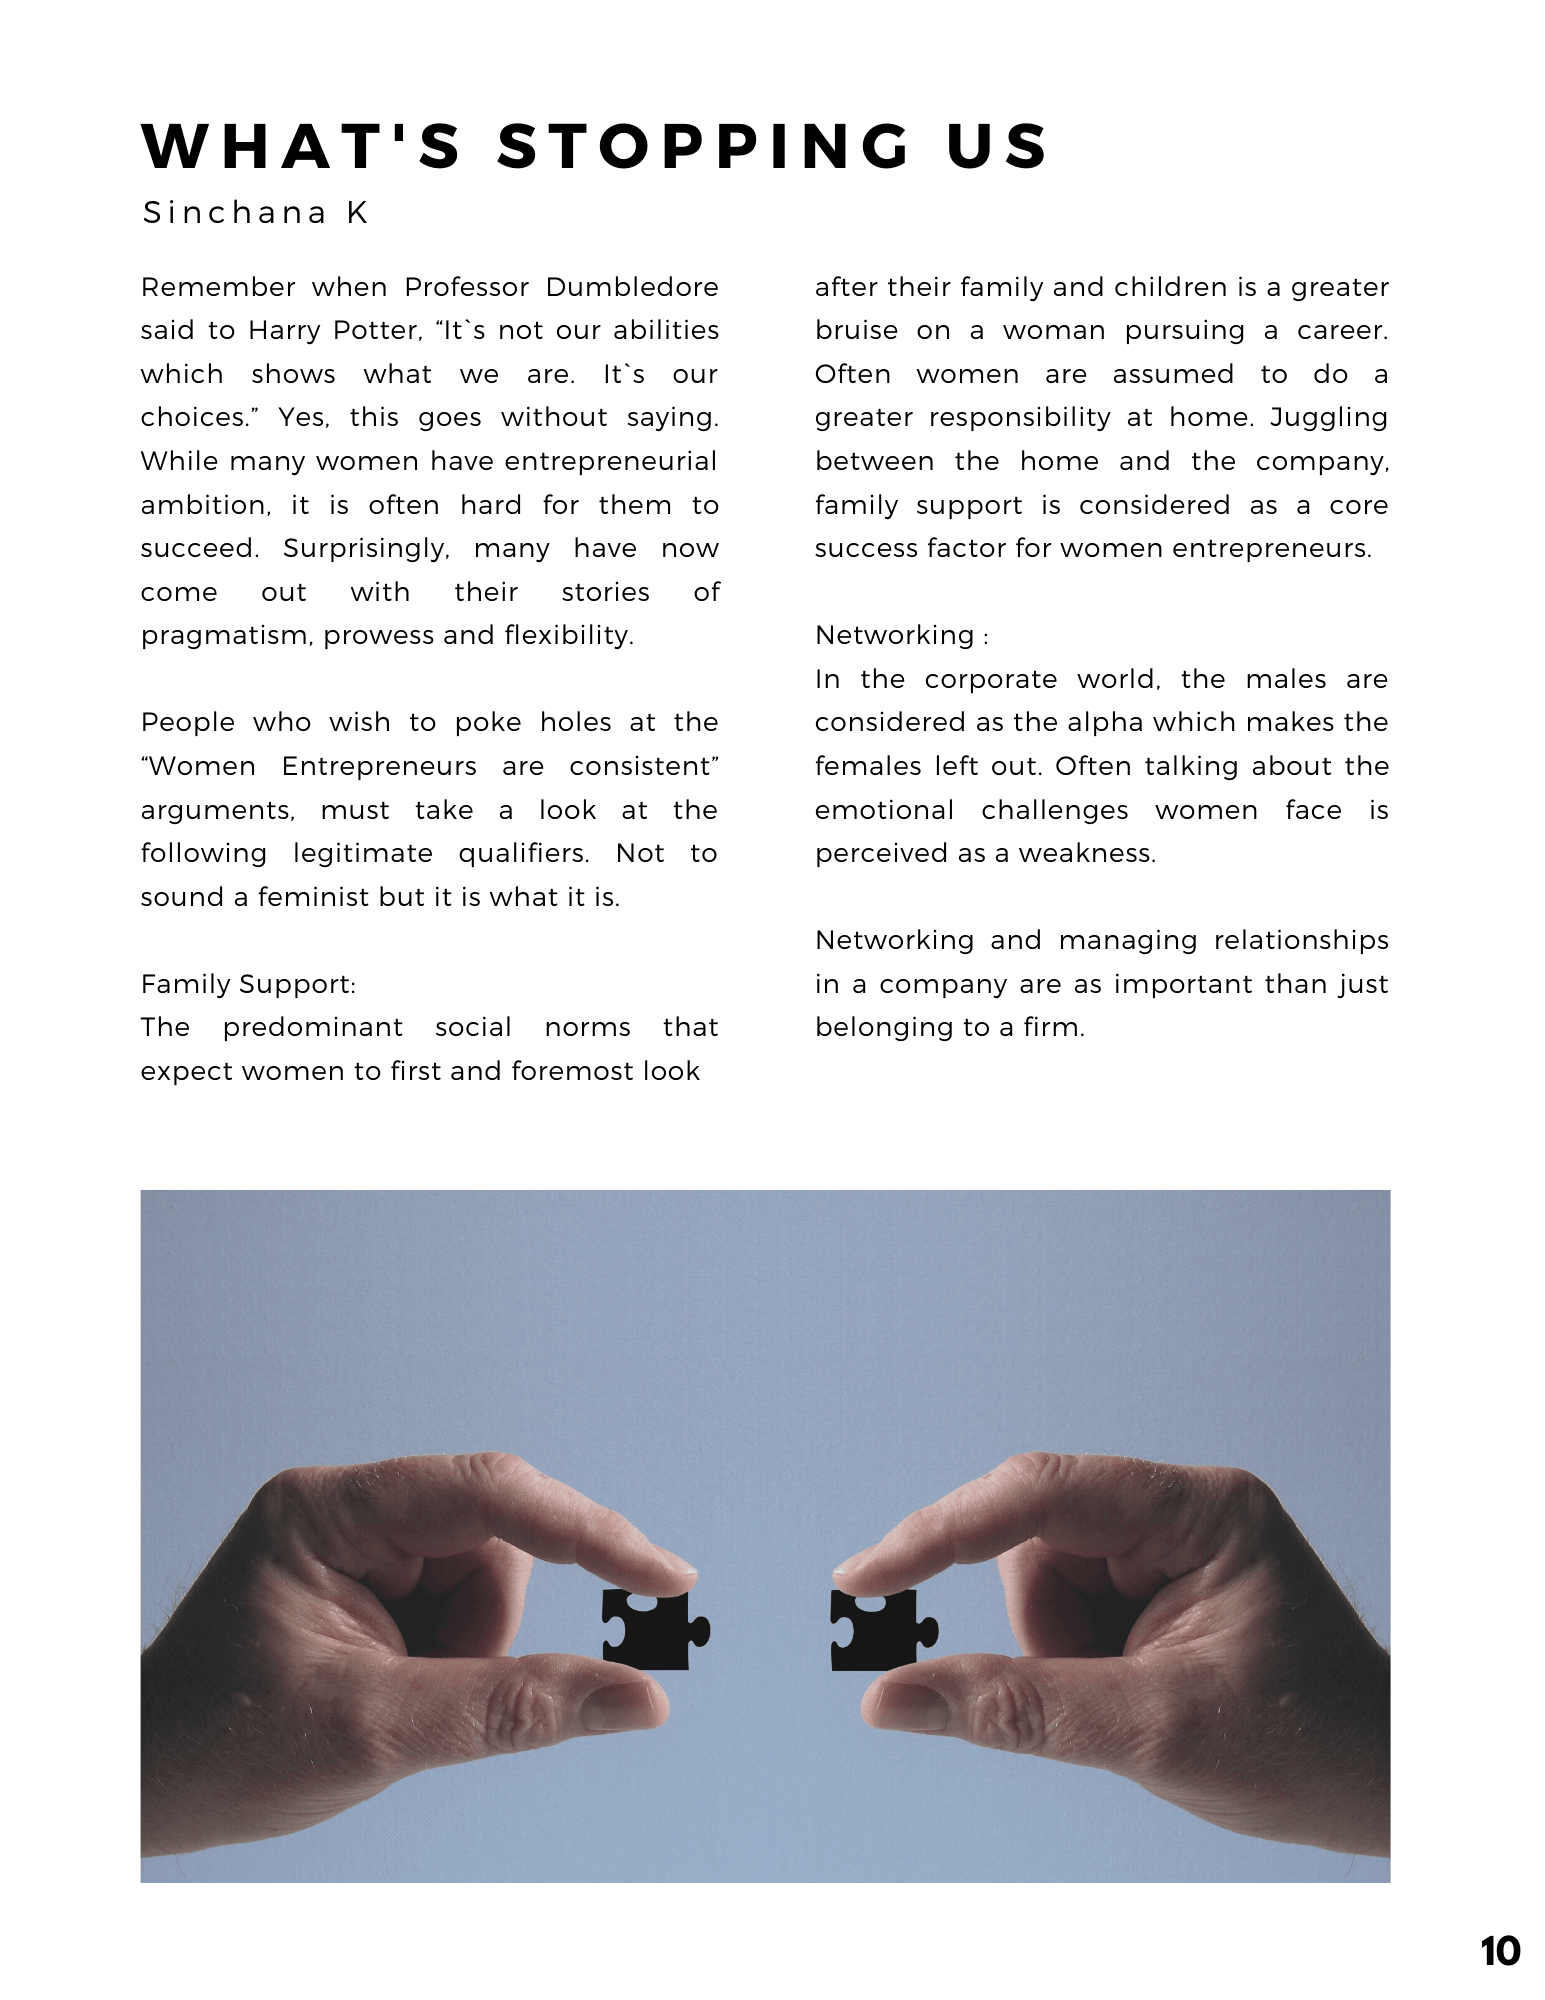 WHAT'S STOPPING US
Sinchana K
Remember when Professor Dumbledore
said to Harry Potter, “It`s not our abilities
which shows what we are. It`s our
choices.” Yes, this goes without saying.
While many women have entrepreneurial
ambition, it is often hard for them to
succeed. Surprisingly, many have now
come out with their stories of
pragmatism, prowess and flexibility.
People who wish to poke holes at the
“Women Entrepreneurs are consistent”
arguments, must take a look at the
following legitimate qualifiers. Not to
sound a feminist but it is what it is.
Family Support:
The predominant social norms that
expect women to first and foremost look
after their family and children is a greater
bruise on a woman pursuing a career.
Often women are assumed to do a
greater responsibility at home. Juggling
between the home and the company,
family support is considered as a core
success factor for women entrepreneurs.
Networking :
In the corporate world, the males are
considered as the alpha which makes the
females left out. Often talking about the
emotional challenges women face is
perceived as a weakness.
Networking and managing relationships
in a company are as important than just
belonging to a firm.
10